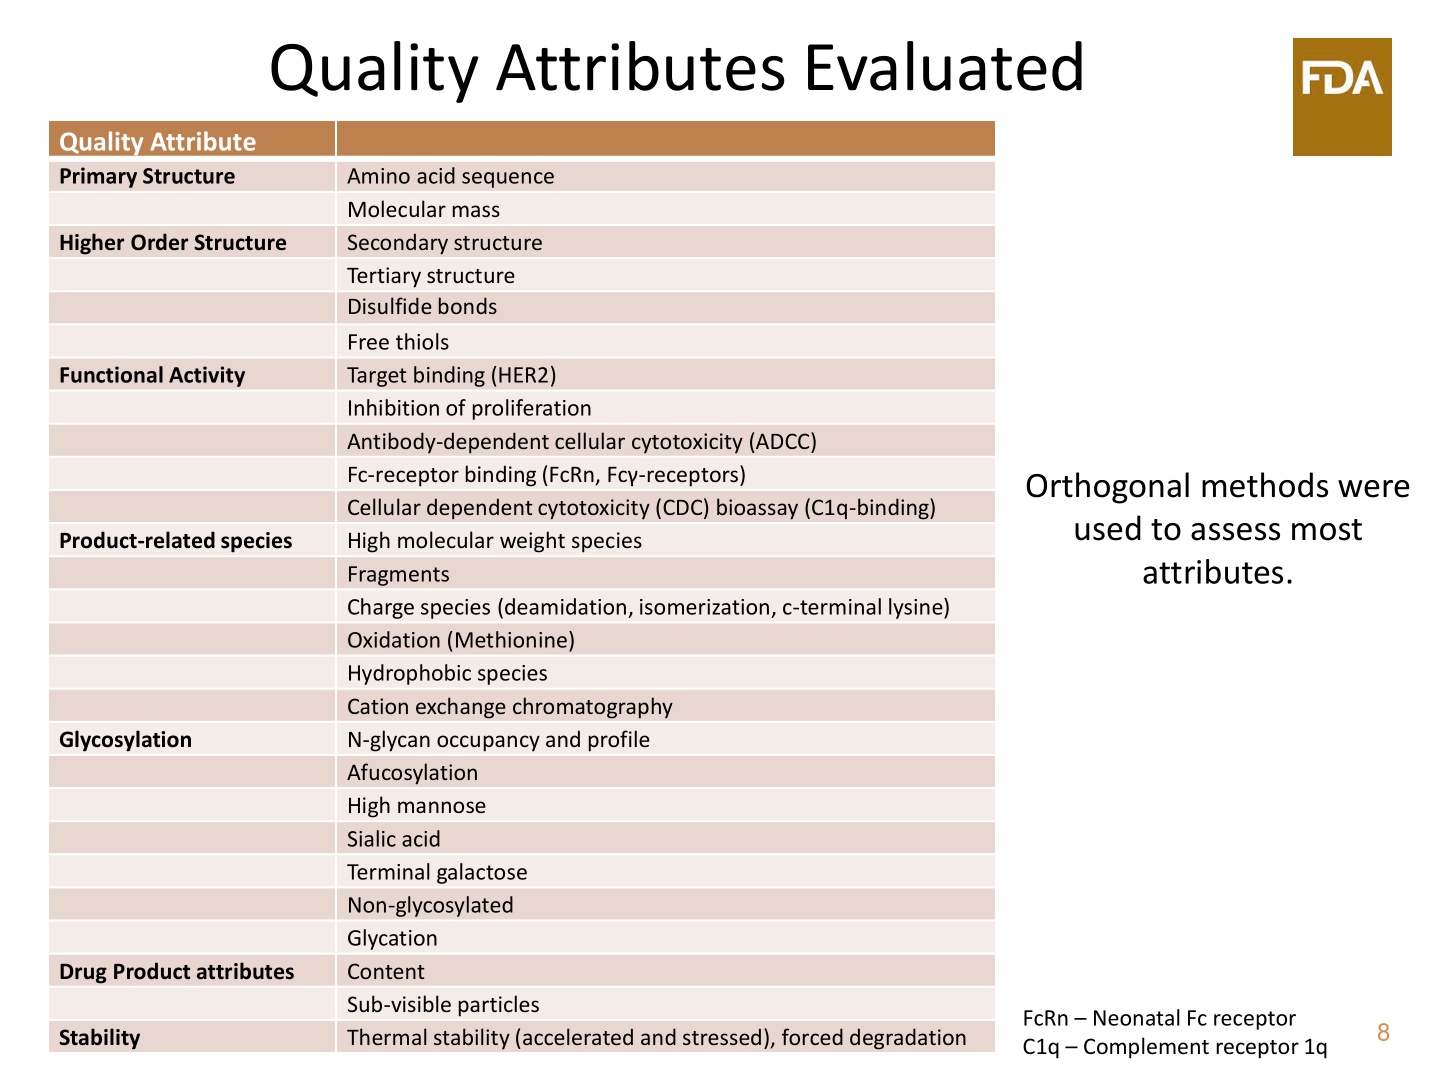 Quality Attributes Evaluated
FDA
Quality Attribute
Primary Structure Amino acid sequence
Molecular mass
Higher Order Structure Secondary structure
Tertiary structure
Disulfide bonds
Free thiols
Functional Activity Target binding (HER2)
Inhibition of proliferation
Antibody-dependent cellular cytotoxicity (ADCC)
Fc-receptor binding (FcRn, Fcγ-receptors)
Cellular dependent cytotoxicity (CDC) bioassay (C1q-binding)
Product-related species High molecular weight species
Fragments
Charge species (deamidation, isomerization, c-terminal lysine)
Oxidation (Methionine)
Hydrophobic species
Cation exchange chromatography
Glycosylation N-glycan occupancy and profile
Afucosylation
High mannose
Sialic acid
Terminal galactose
Non-glycosylated
Glycation
Drug Product attributes Content
Sub-visible particles
Stability Thermal stability (accelerated and stressed), forced degradation
Orthogonal methods were
used to assess most
attributes.
FcRn – Neonatal Fc receptor
C1q – Complement receptor 1q
8